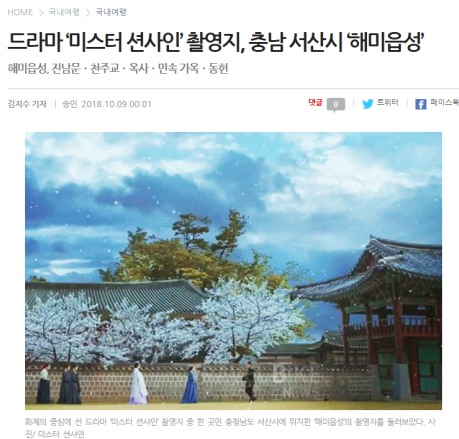 HOME > 국내여행 > 국내여행
드라마 ‘미스터 션샤인’ 촬영지, 충남 서산시 ‘해미읍성’
해미읍성, 진남문 · 천주교 · 옥사 · 민속 가옥 · 동헌
김지수 기자 | 승인 2018.10.09 00:01
댓글 0 | 트위터 | 페이스북
화제의 중심에 선 드라마 '미스터 션샤인' 촬영지 중 한 곳인 충청남도 서산시에 위치한 '해미읍성'의 촬영지를 둘러보았다. 사
진/ 미스터 션샤인